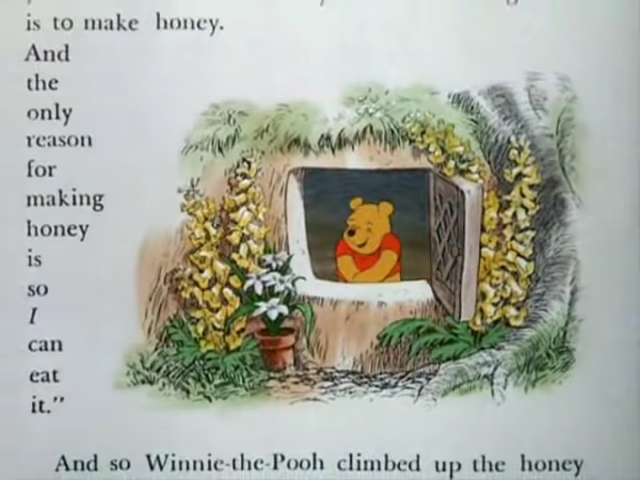 is to make honey.
And
the
only
reason
for
making
honey
is
so
I
can
eat
it."
And so Winnie-the-Pooh climbed up the honey